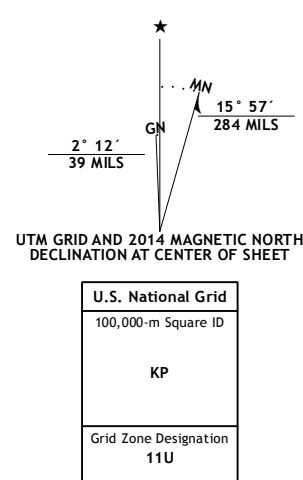 MN
GN
15° 57´
284 MILS
2° 12´
39 MILS
UTM GRID AND 2014 MAGNETIC NORTH
DECLINATION AT CENTER OF SHEET
U.S. National Grid
100,000-m Square ID
KP
Grid Zone Designation
11U